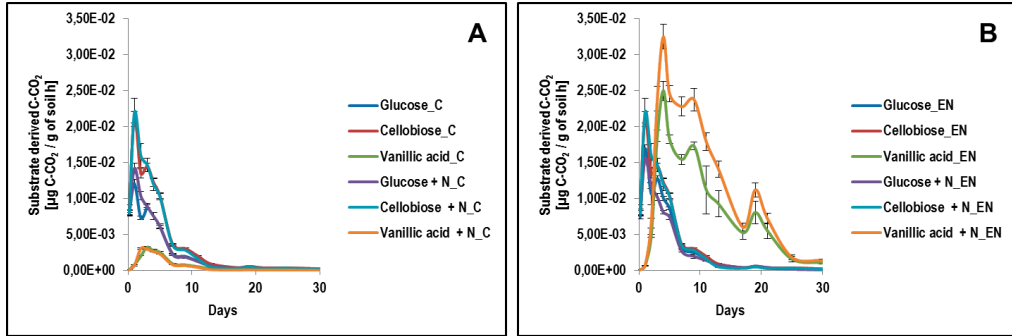 A
Substrate derived C-CO₂
[µg C-CO₂ / g of soil h]
3,50E-02
3,00E-02
2,50E-02
2,00E-02
1,50E-02
1,00E-02
5,00E-03
0,00E+00
0 10 20 30
Days
Glucose_C
Cellobiose_C
Vanillic acid_C
Glucose + N_C
Cellobiose + N_C
Vanillic acid + N_C
B
Substrate derived C-CO₂
[µg C-CO₂ / g of soil h]
3,50E-02
3,00E-02
2,50E-02
2,00E-02
1,50E-02
1,00E-02
5,00E-03
0,00E+00
0 10 20 30
Days
Glucose_EN
Cellobiose_EN
Vanillic acid_EN
Glucose + N_EN
Cellobiose + N_EN
Vanillic acid + N_EN